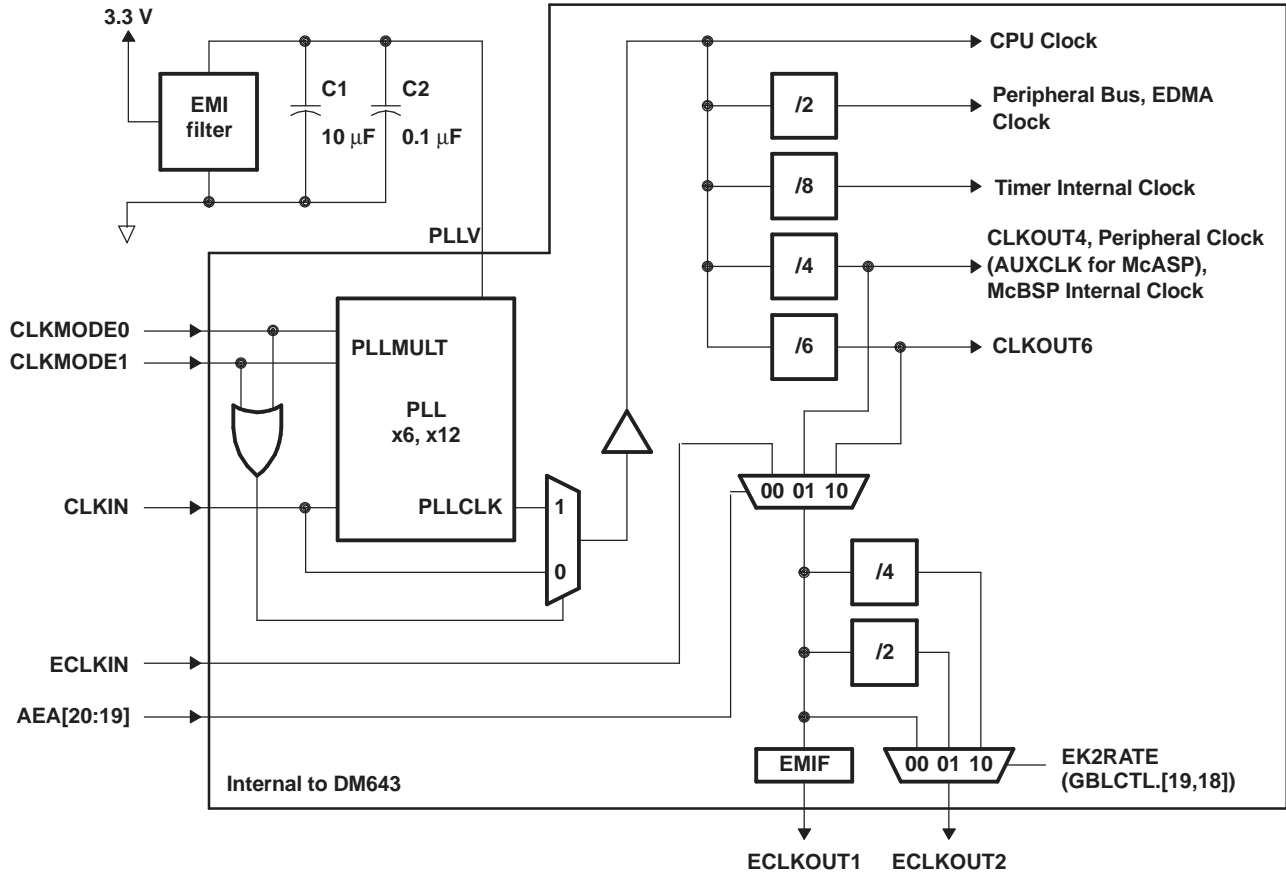 3.3 V
EMI
filter
C1
10 μF
C2
0.1 μF
PLLV
CPU Clock
/2
Peripheral Bus, EDMA
Clock
/8
Timer Internal Clock
/4
CLKOUT4, Peripheral Clock
(AUXCLK for McASP),
McBSP Internal Clock
/6
CLKOUT6
CLKMODE0
CLKMODE1
PLLMULT
PLL
x6, x12
PLLCLK
CLKIN
1
0
00 01 10
/4
/2
ECLKIN
AEA[20:19]
EMIF
00 01 10
EK2RATE
(GBLCTL.[19,18])
Internal to DM643
ECLKOUT1
ECLKOUT2